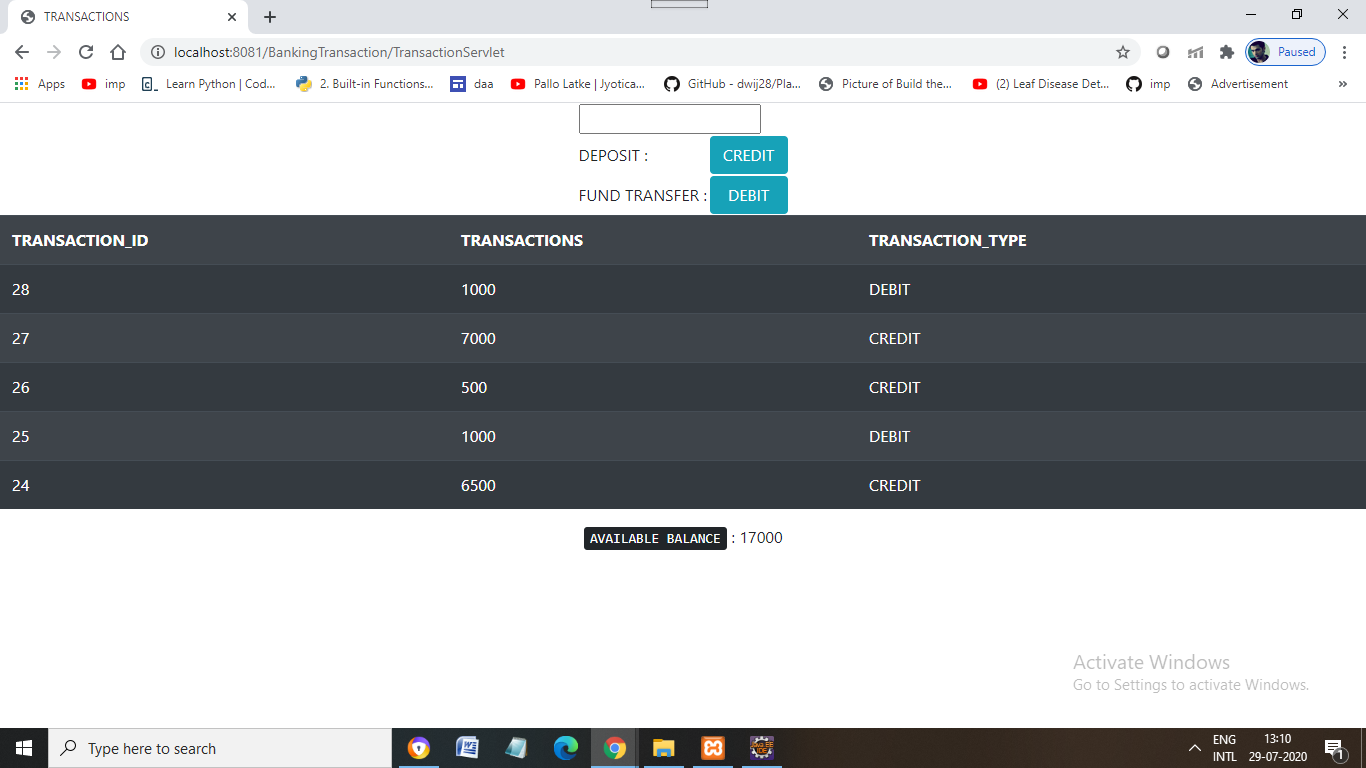 TRANSACTIONS
localhost:8081/BankingTransaction/TransactionServlet
Paused
Apps imp Learn Python | Cod... 2. Built-in Functions... daa Pallo Latke | Jyotica... GitHub - dwij28/Pla... Picture of Build the... (2) Leaf Disease Det... imp Advertisement »
DEPOSIT : CREDIT
FUND TRANSFER : DEBIT
TRANSACTION_ID TRANSACTIONS TRANSACTION_TYPE
28 1000 DEBIT
27 7000 CREDIT
26 500 CREDIT
25 1000 DEBIT
24 6500 CREDIT
AVAILABLE BALANCE : 17000
Activate Windows
Go to Settings to activate Windows.
Type here to search
ENG 13:10
INTL 29-07-2020 1